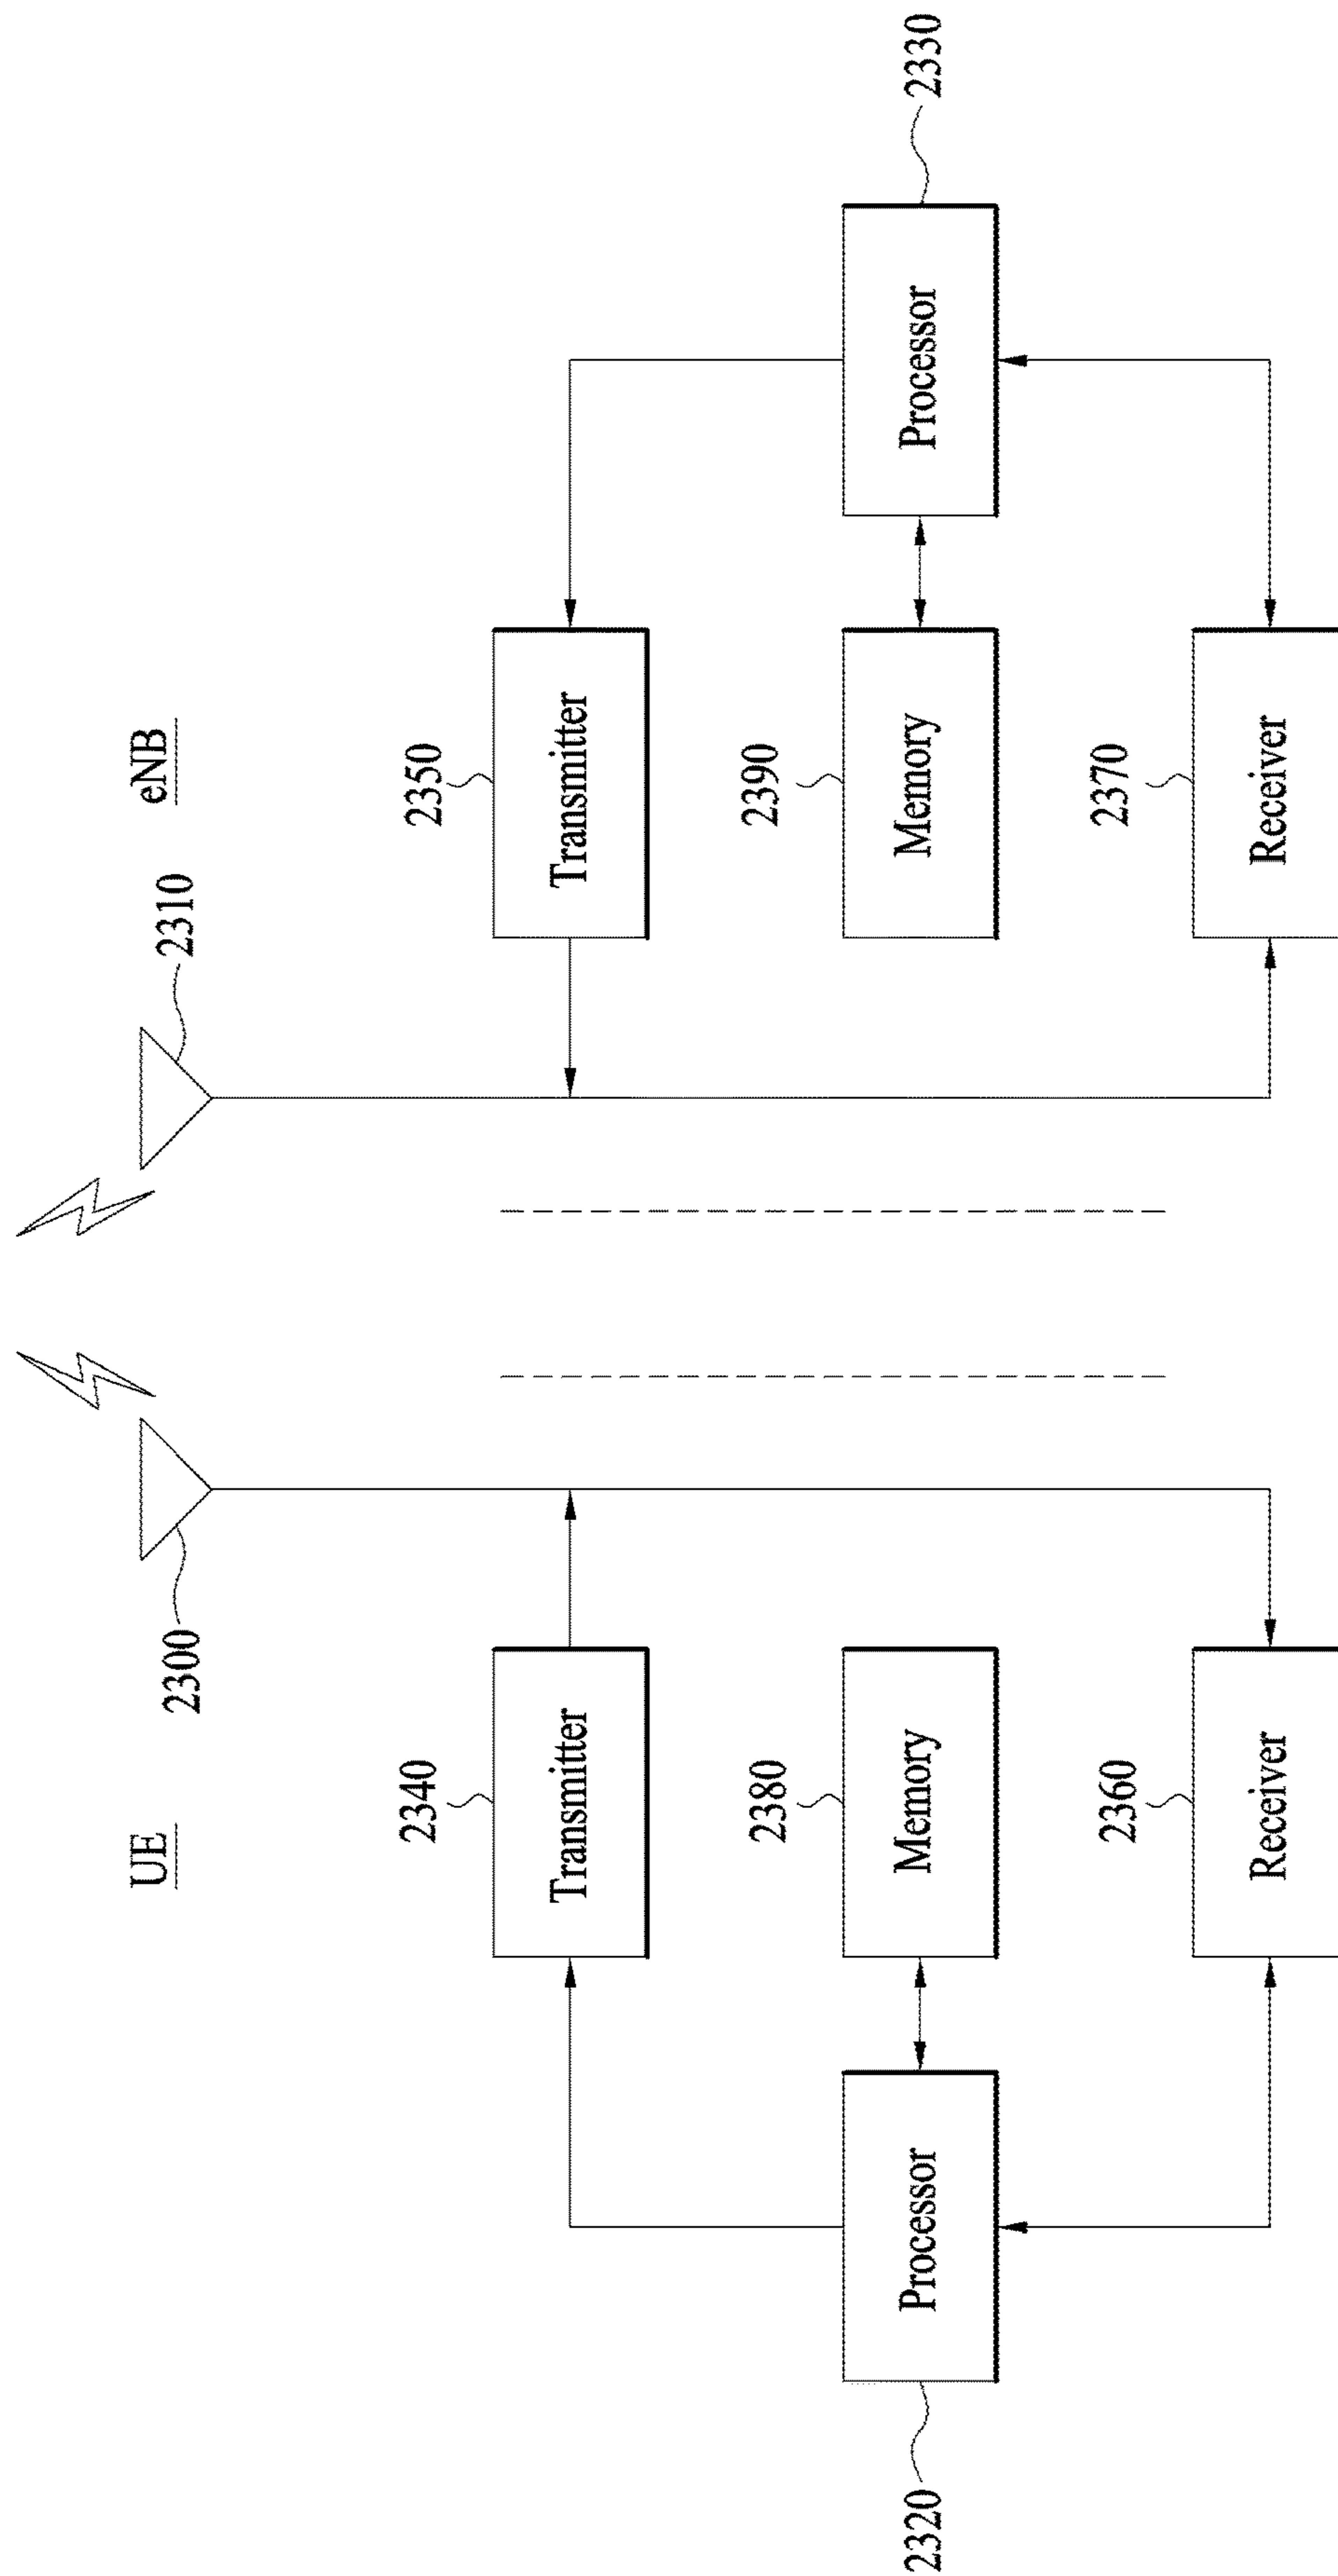 UE
eNB
2300
2310
2340
Transmitter
2350
Transmitter
2320
Processor
2380
Memory
2390
Memory
Processor
2330
2360
Receiver
2370
Receiver